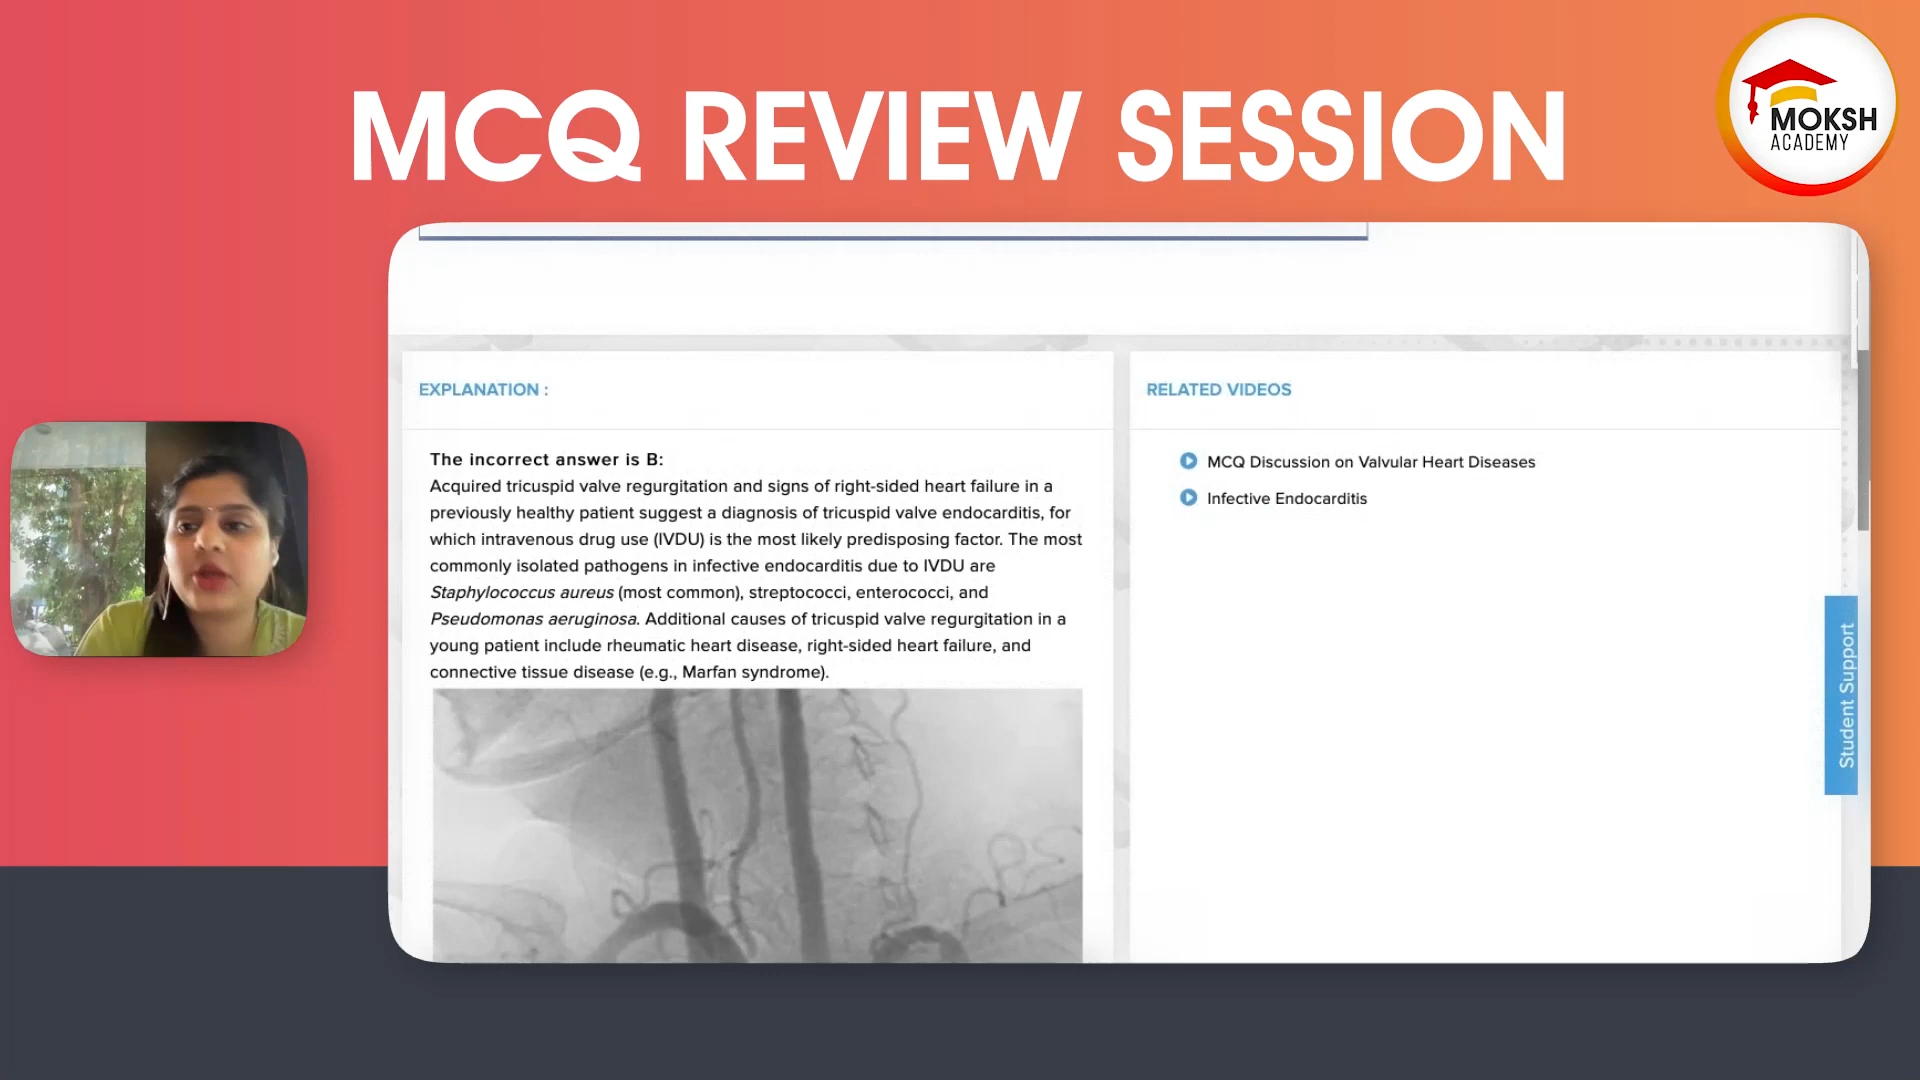 MCQ REVIEW SESSION
MOKSH
ACADEMY
EXPLANATION :
The incorrect answer is B:
Acquired tricuspid valve regurgitation and signs of right-sided heart failure in a
previously healthy patient suggest a diagnosis of tricuspid valve endocarditis, for
which intravenous drug use (IVDU) is the most likely predisposing factor. The most
commonly isolated pathogens in infective endocarditis due to IVDU are
Staphylococcus aureus (most common), streptococci, enterococci, and
Pseudomonas aeruginosa. Additional causes of tricuspid valve regurgitation in a
young patient include rheumatic heart disease, right-sided heart failure, and
connective tissue disease (e.g., Marfan syndrome).
RELATED VIDEOS
MCQ Discussion on Valvular Heart Diseases
Infective Endocarditis
Student Support